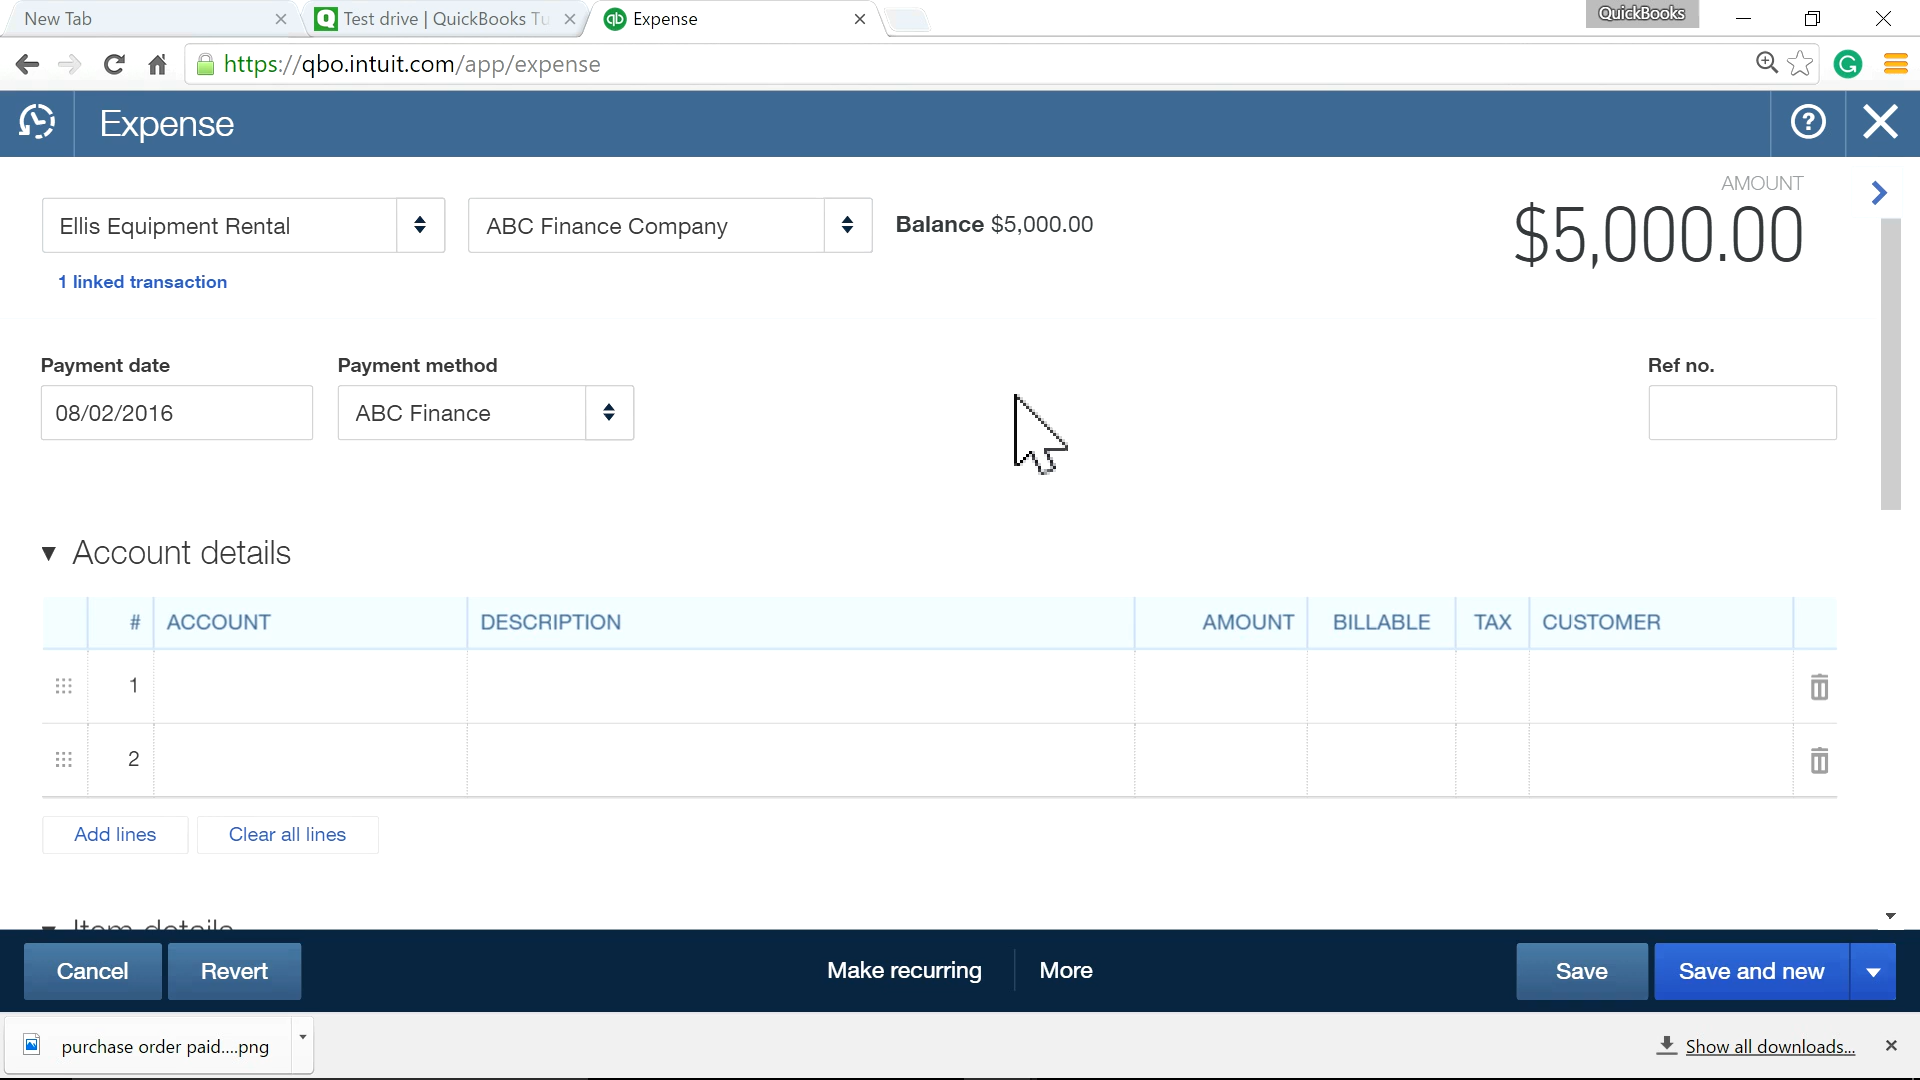 New Tab
Test drive | QuickBooks Tu
qb Expense
QuickBooks
https://qbo.intuit.com/app/expense
Expense
AMOUNT
$5,000.00
Ellis Equipment Rental
ABC Finance Company
Balance $5,000.00
1 linked transaction
Payment date
Payment method
Ref no.
08/02/2016
ABC Finance
Account details
# ACCOUNT DESCRIPTION AMOUNT BILLABLE TAX CUSTOMER
1
2
Add lines
Clear all lines
Item details
Cancel
Revert
Make recurring
More
Save
Save and new
purchase order paid....png
Show all downloads...